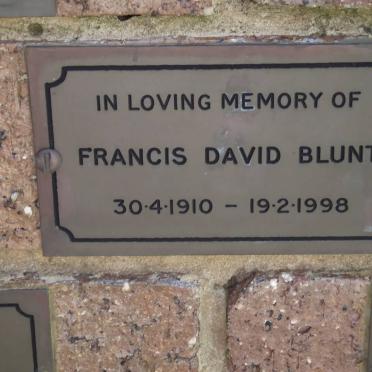 IN LOVING MEMORY OF
FRANCIS DAVID BLUNT
30·4·1910 – 19·2·1998